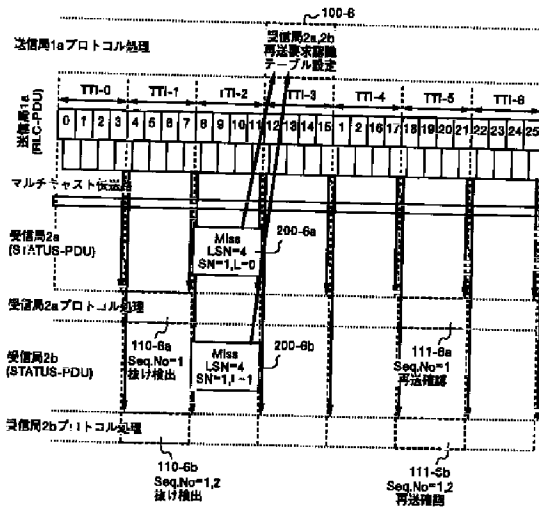 100-6
送信局1aプロトコル処理
受信局2a,2b
再送要求認識
テーブル設定
TTI-0 TTI-1 TTI-2 TTI-3 TTI-4 TTI-5 TTI-6
送信局1a
(RLC-PDU)
0 1 2 3 4 5 6 7 8 9 10 11 12 13 14 15 1 2 16 17 18 19 20 21 22 23 24 25
マルチキャスト伝送路
受信局2a
(STATUS-PDU)
Miss
LSN=4
SN=1,L=0
200-6a
受信局2aプロトコル処理
110-6a
Seq.No=1
抜け検出
111-6a
Seq.No=1
再送確認
受信局2b
(STATUS-PDU)
Miss
LSN=4
SN=1,L=1
200-6b
受信局2bプロトコル処理
110-6b
Seq.No=1,2
抜け検出
111-6b
Seq.No=1,2
再送確認